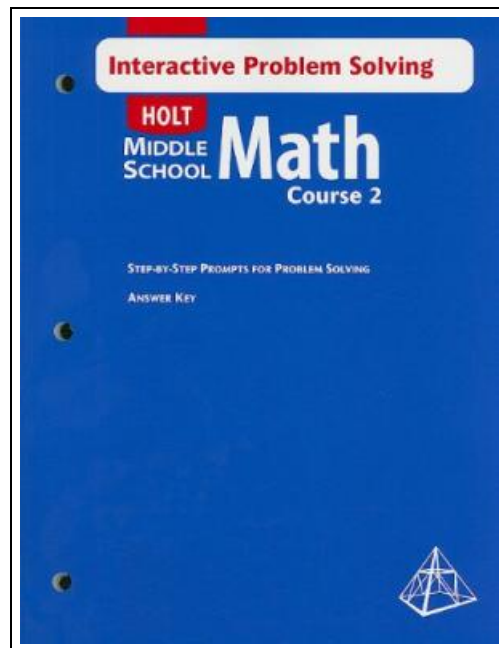 Interactive Problem Solving
HOLT
MIDDLE
SCHOOL Math
Course 2
STEP-BY-STEP PROMPTS FOR PROBLEM SOLVING
ANSWER KEY